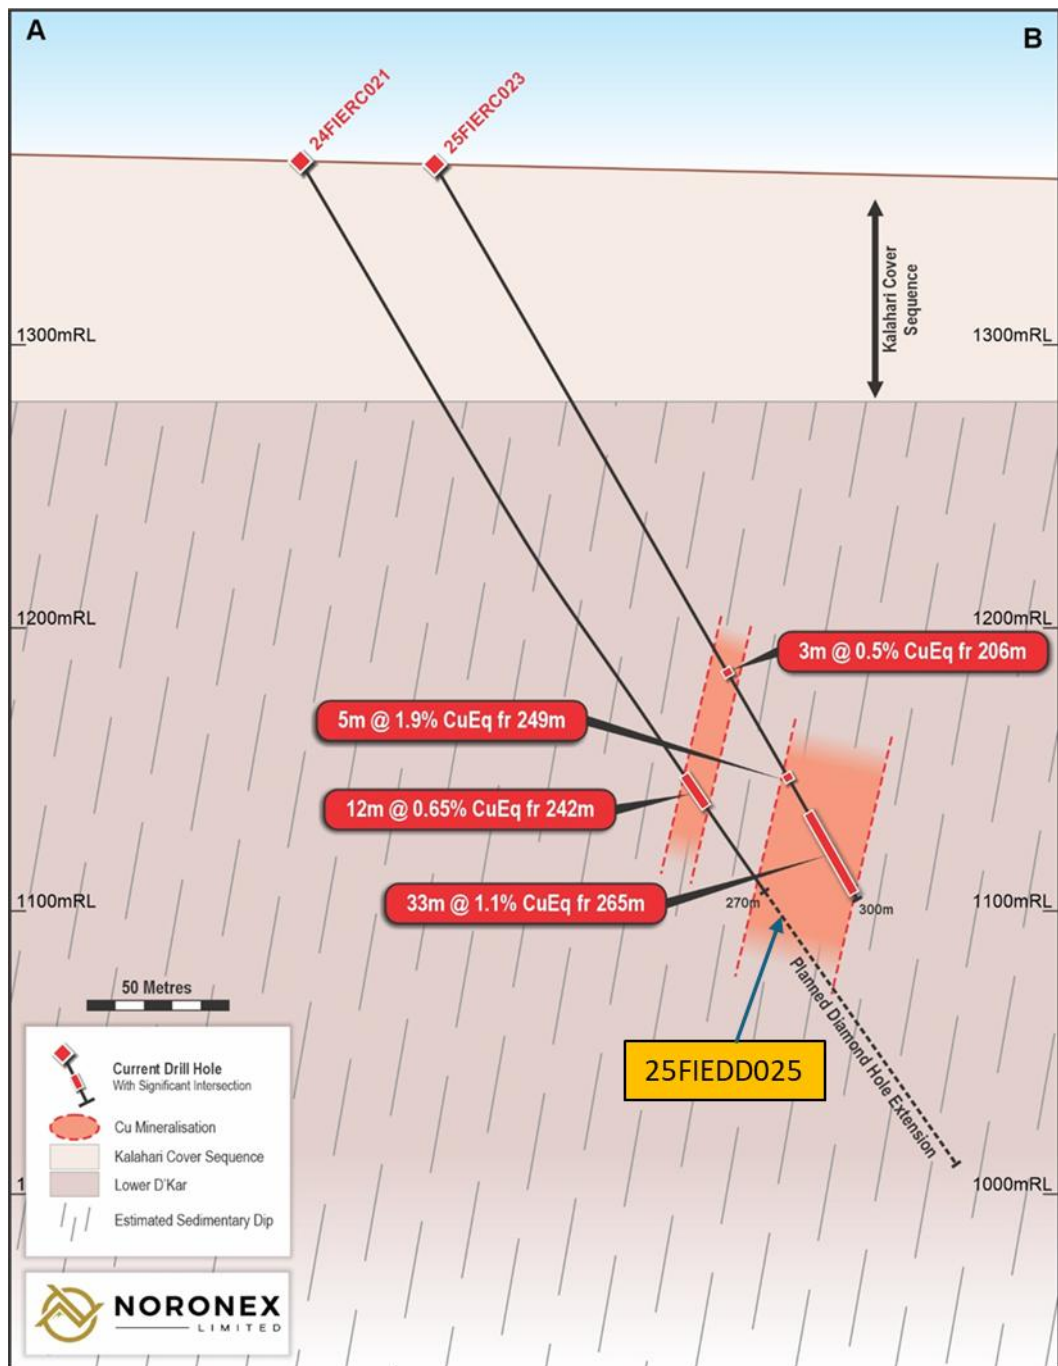 A
B
24FIERC021
25FIERC023
Kalahari Cover
Sequence
1300mRL
1300mRL
1200mRL
1200mRL
3m @ 0.5% CuEq fr 206m
5m @ 1.9% CuEq fr 249m
12m @ 0.65% CuEq fr 242m
33m @ 1.1% CuEq fr 265m
270m
300m
1100mRL
1100mRL
Planned Diamond Hole Extension
25FIEDD025
50 Metres
Current Drill Hole
With Significant Intersection
Cu Mineralisation
Kalahari Cover Sequence
Lower D'Kar
Estimated Sedimentary Dip
1
1000mRL
NORONEX
LIMITED